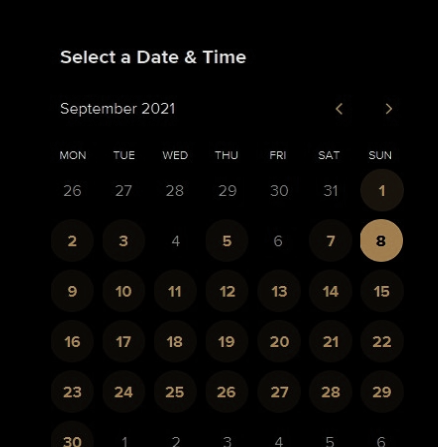 Select a Date & Time
September 2021
MON TUE WED THU FRI SAT SUN
26 27 28 29 30 31 1
2 3 4 5 6 7 8
9 10 11 12 13 14 15
16 17 18 19 20 21 22
23 24 25 26 27 28 29
30 1 2 3 4 5 6